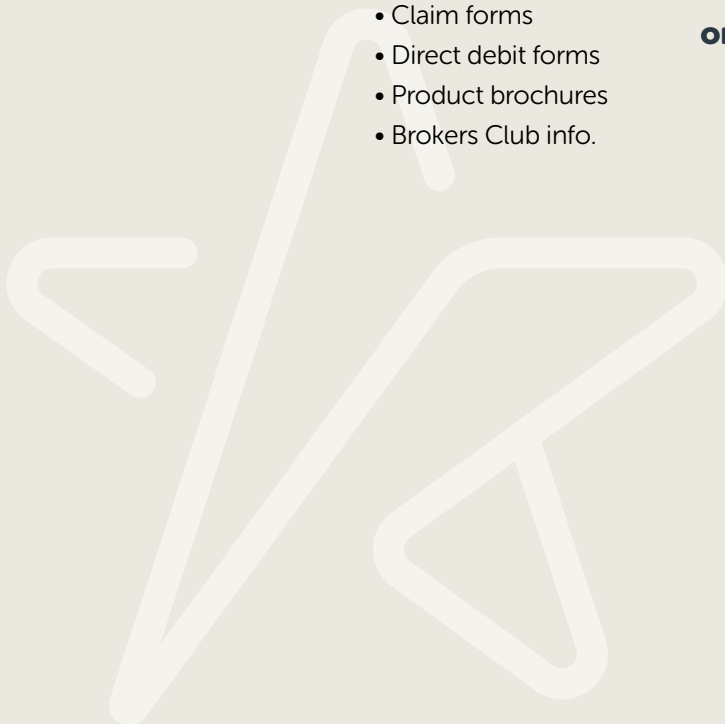 • Claim forms
• Direct debit forms
• Product brochures
• Brokers Club info.